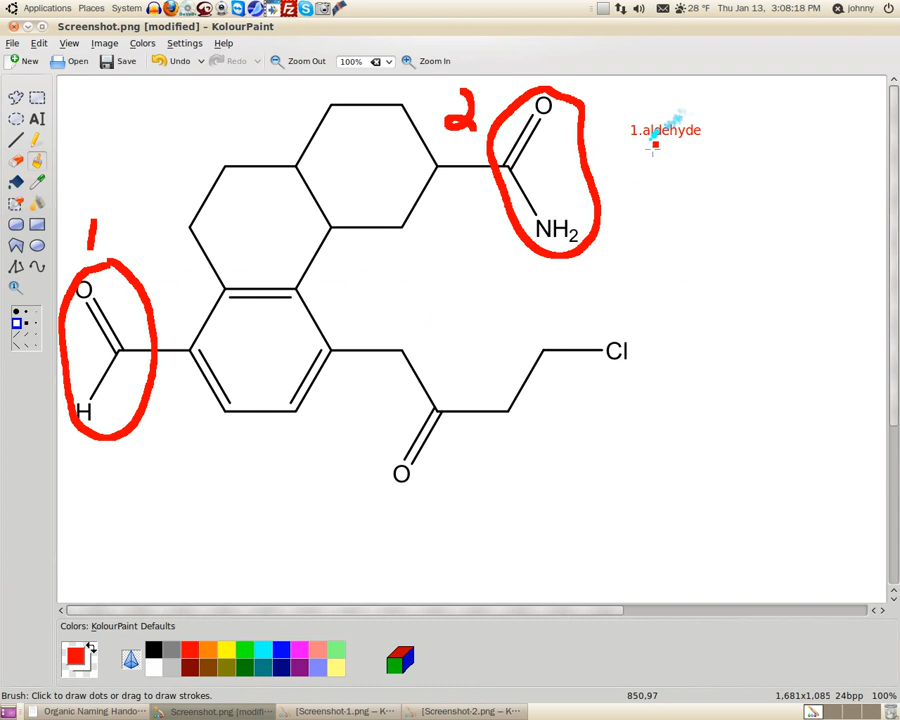 Applications Places System 28 °F Thu Jan 13, 3:08:18 PM johnny
Screenshot.png [modified] – KolourPaint
File Edit View Image Colors Settings Help
New Open Save Undo Redo Zoom Out 100% Zoom In
AI
2
O
1.aldehyde
NH2
1
O
H
Cl
O
Colors: KolourPaint Defaults
Brush: Click to draw dots or drag to draw strokes. 850,97 1,681x1,085 24bpp 100%
Organic Naming Hando··· Screenshot.png [modifi··· [Screenshot-1.png – K··· [Screenshot-2.png – K···